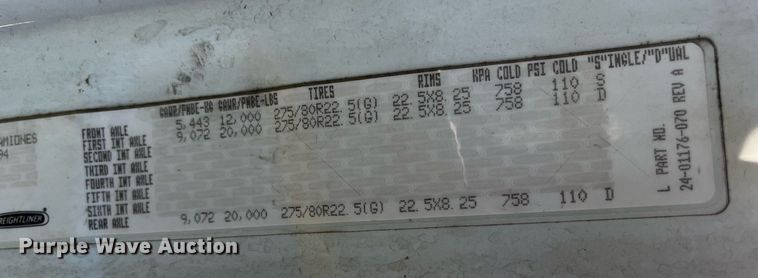 GAWR/PNBE-KG GAWR/PNBE-LBS TIRES RIMS KPA COLD PSI COLD "S"INGLE/"D"UAL
FRONT AXLE 5,443 12,000 275/80R22.5(G) 22.5X8.25 758 110 S
FIRST INT AXLE 9,072 20,000 275/80R22.5(G) 22.5X8.25 758 110 D
SECOND INT AXLE
THIRD INT AXLE
FOURTH INT AXLE
FIFTH INT AXLE
SIXTH INT AXLE
REAR AXLE 9,072 20,000 275/80R22.5(G) 22.5X8.25 758 110 D
AMIONES
94
REIGHTLINER
L PART NO.
24-01176-070 REV A
Purple Wave Auction